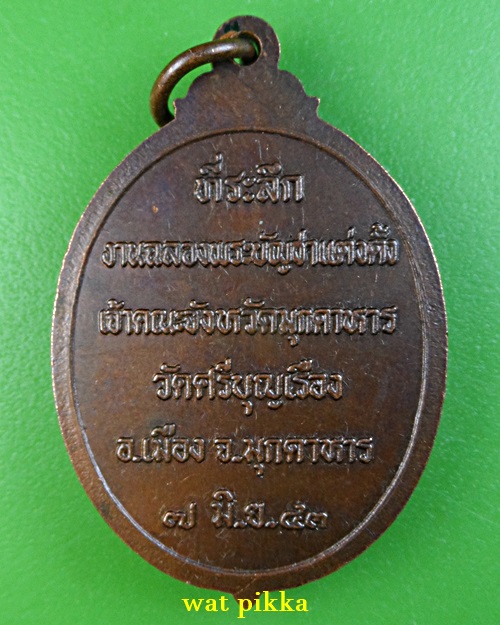 ที่ระลึก
งานฉลองพระบัญชาแต่งตั้ง
เจ้าคณะจังหวัดมุกดาหาร
วัดศรีบุญเรือง
อ.เมือง จ.มุกดาหาร
๗ มิ.ย. ๕๓
wat pikka